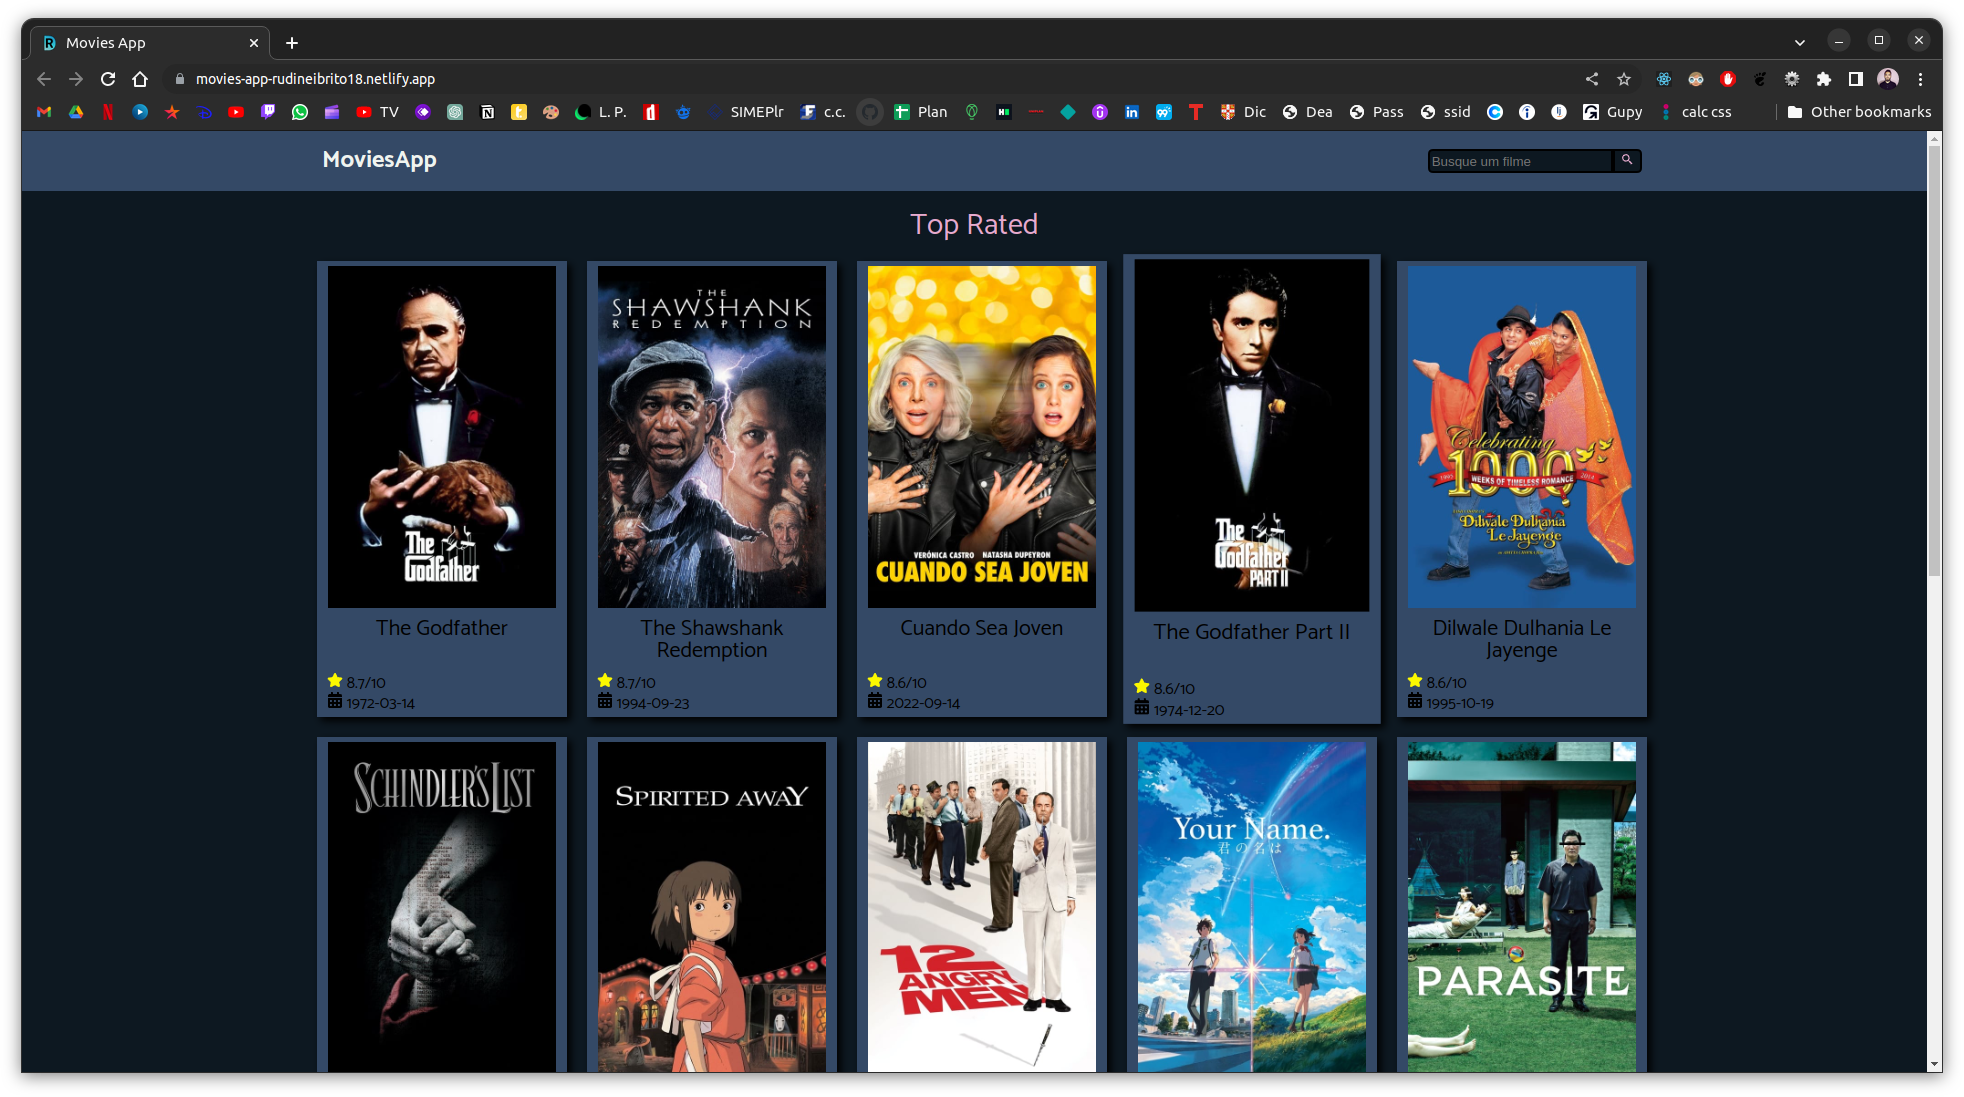 Movies App
movies-app-rudineibrito18.netlify.app
TV
L. P.
SIMEPlr
c.c.
Plan
Dic
Dea
Pass
ssid
Gupy
calc css
Other bookmarks
MoviesApp
Busque um filme
Top Rated
The
Godfather
THE
SHAWSHANK
REDEMPTION
VERÓNICA CASTRO NATASHA DUPEYRON
CUANDO SEA JOVEN
The
Godfather
PART II
Celebrating
1000
1995 WEEKS OF TIMELESS ROMANCE 2014
Dilwale Dulhania
Le Jayenge
The Godfather
The Shawshank
Redemption
Cuando Sea Joven
The Godfather Part II
Dilwale Dulhania Le
Jayenge
8.7/10
1972-03-14
8.7/10
1994-09-23
8.6/10
2022-09-14
8.6/10
1974-12-20
8.6/10
1995-10-19
SCHINDLER'S LIST
SPIRITED AWAY
12
ANGRY
MEN
Your Name.
君の名は
PARASITE